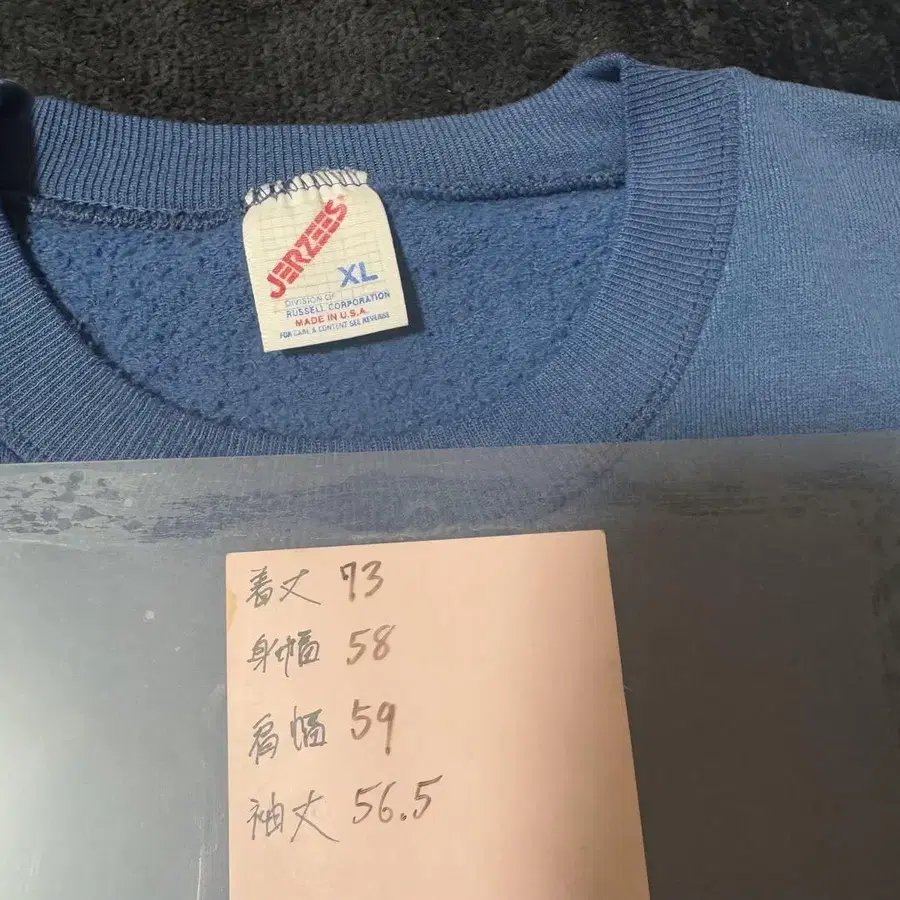 JERZEES
XL
DIVISION OF
RUSSELL CORPORATION
MADE IN U.S.A.
FOR CARE & CONTENT SEE REVERSE
着丈 73
身幅 58
肩幅 59
袖丈 56.5